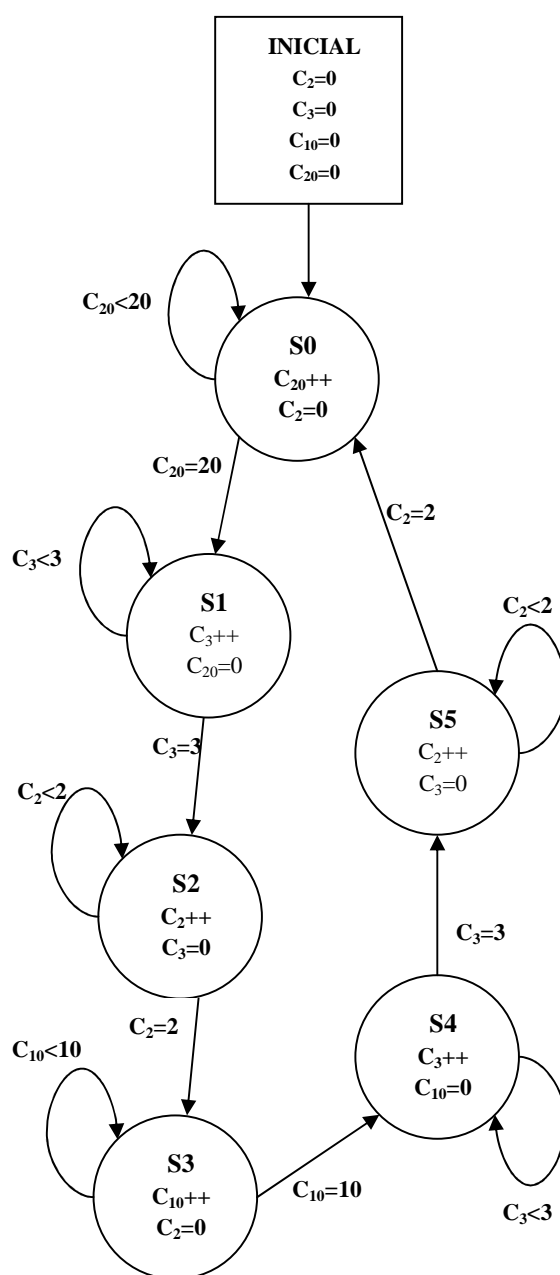 INICIAL
C₂=0
C₃=0
C₁₀=0
C₂₀=0
C₂₀<20
S0
C₂₀++
C₂=0
C₂₀=20
C₂=2
C₃<3
S1
C₃++
C₂₀=0
C₂<2
S5
C₂++
C₃=0
C₃=3
C₂<2
S2
C₂++
C₃=0
C₃=3
C₂=2
S4
C₃++
C₁₀=0
C₁₀<10
S3
C₁₀++
C₂=0
C₁₀=10
C₃<3